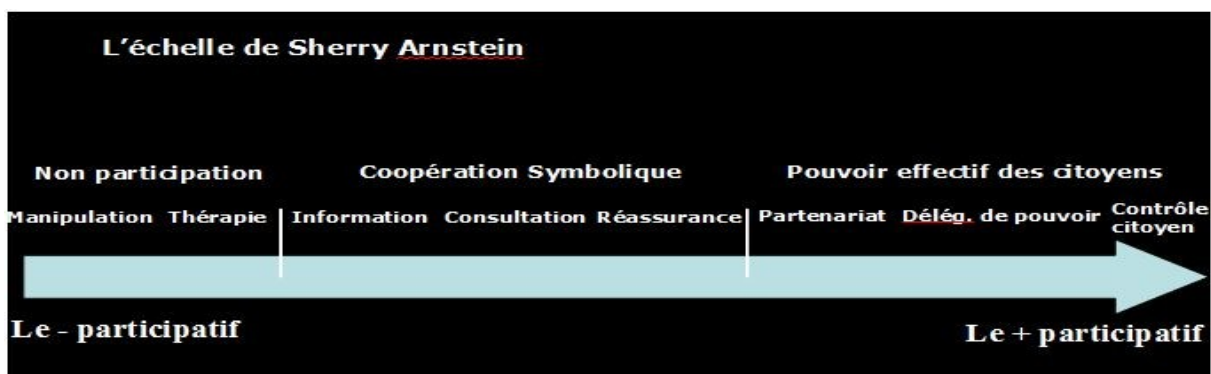 L'échelle de Sherry Arnstein
Non participation Coopération Symbolique Pouvoir effectif des citoyens
Manipulation Thérapie Information Consultation Réassurance Partenariat Délég. de pouvoir Contrôle citoyen
Le - participatif Le + participatif